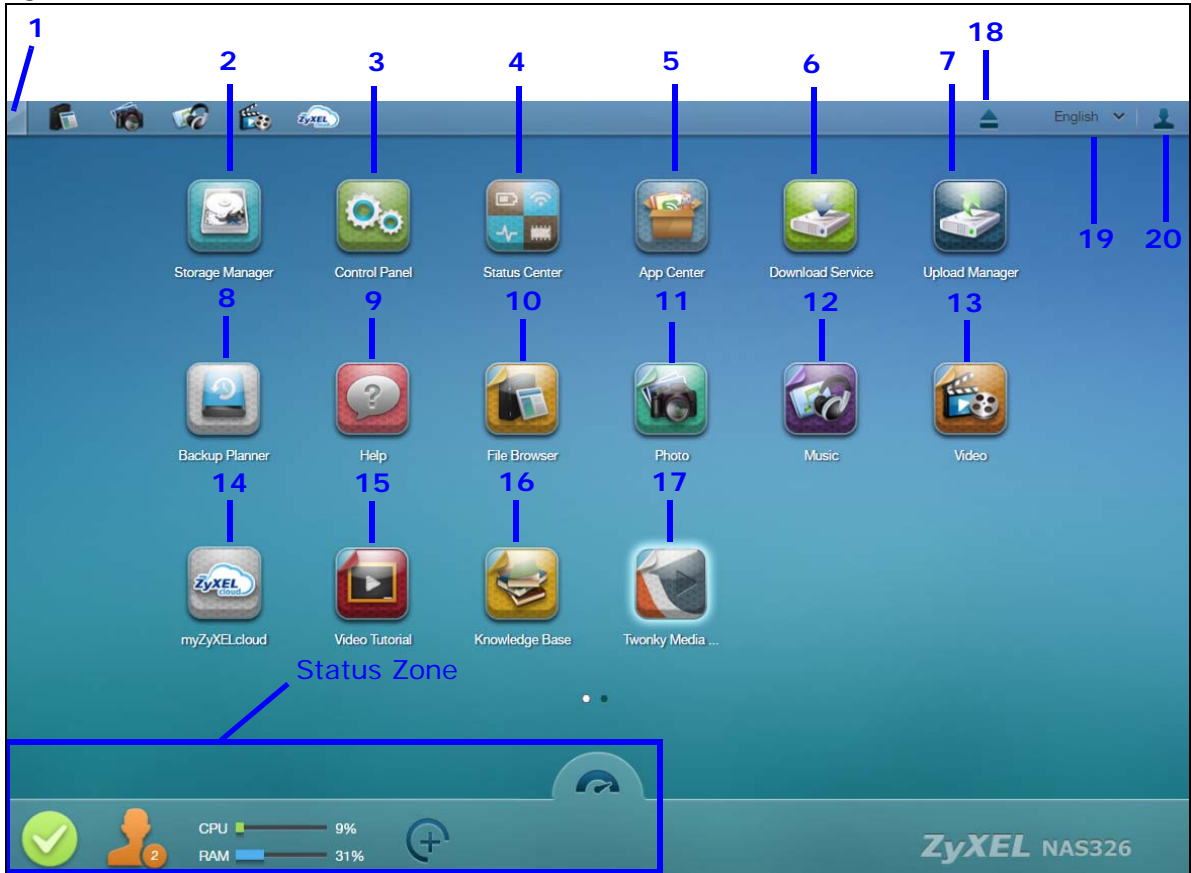 1
18
2 3 4 5 6 7
ZyXEL cloud
English
19 20
Storage Manager Control Panel Status Center App Center Download Service Upload Manager
8 9 10 11 12 13
?
Backup Planner Help File Browser Photo Music Video
14 15 16 17
ZyXEL cloud
myZyXELcloud Video Tutorial Knowledge Base Twonky Media ...
Status Zone
CPU 9%
2
RAM 31%
ZyXEL NAS326